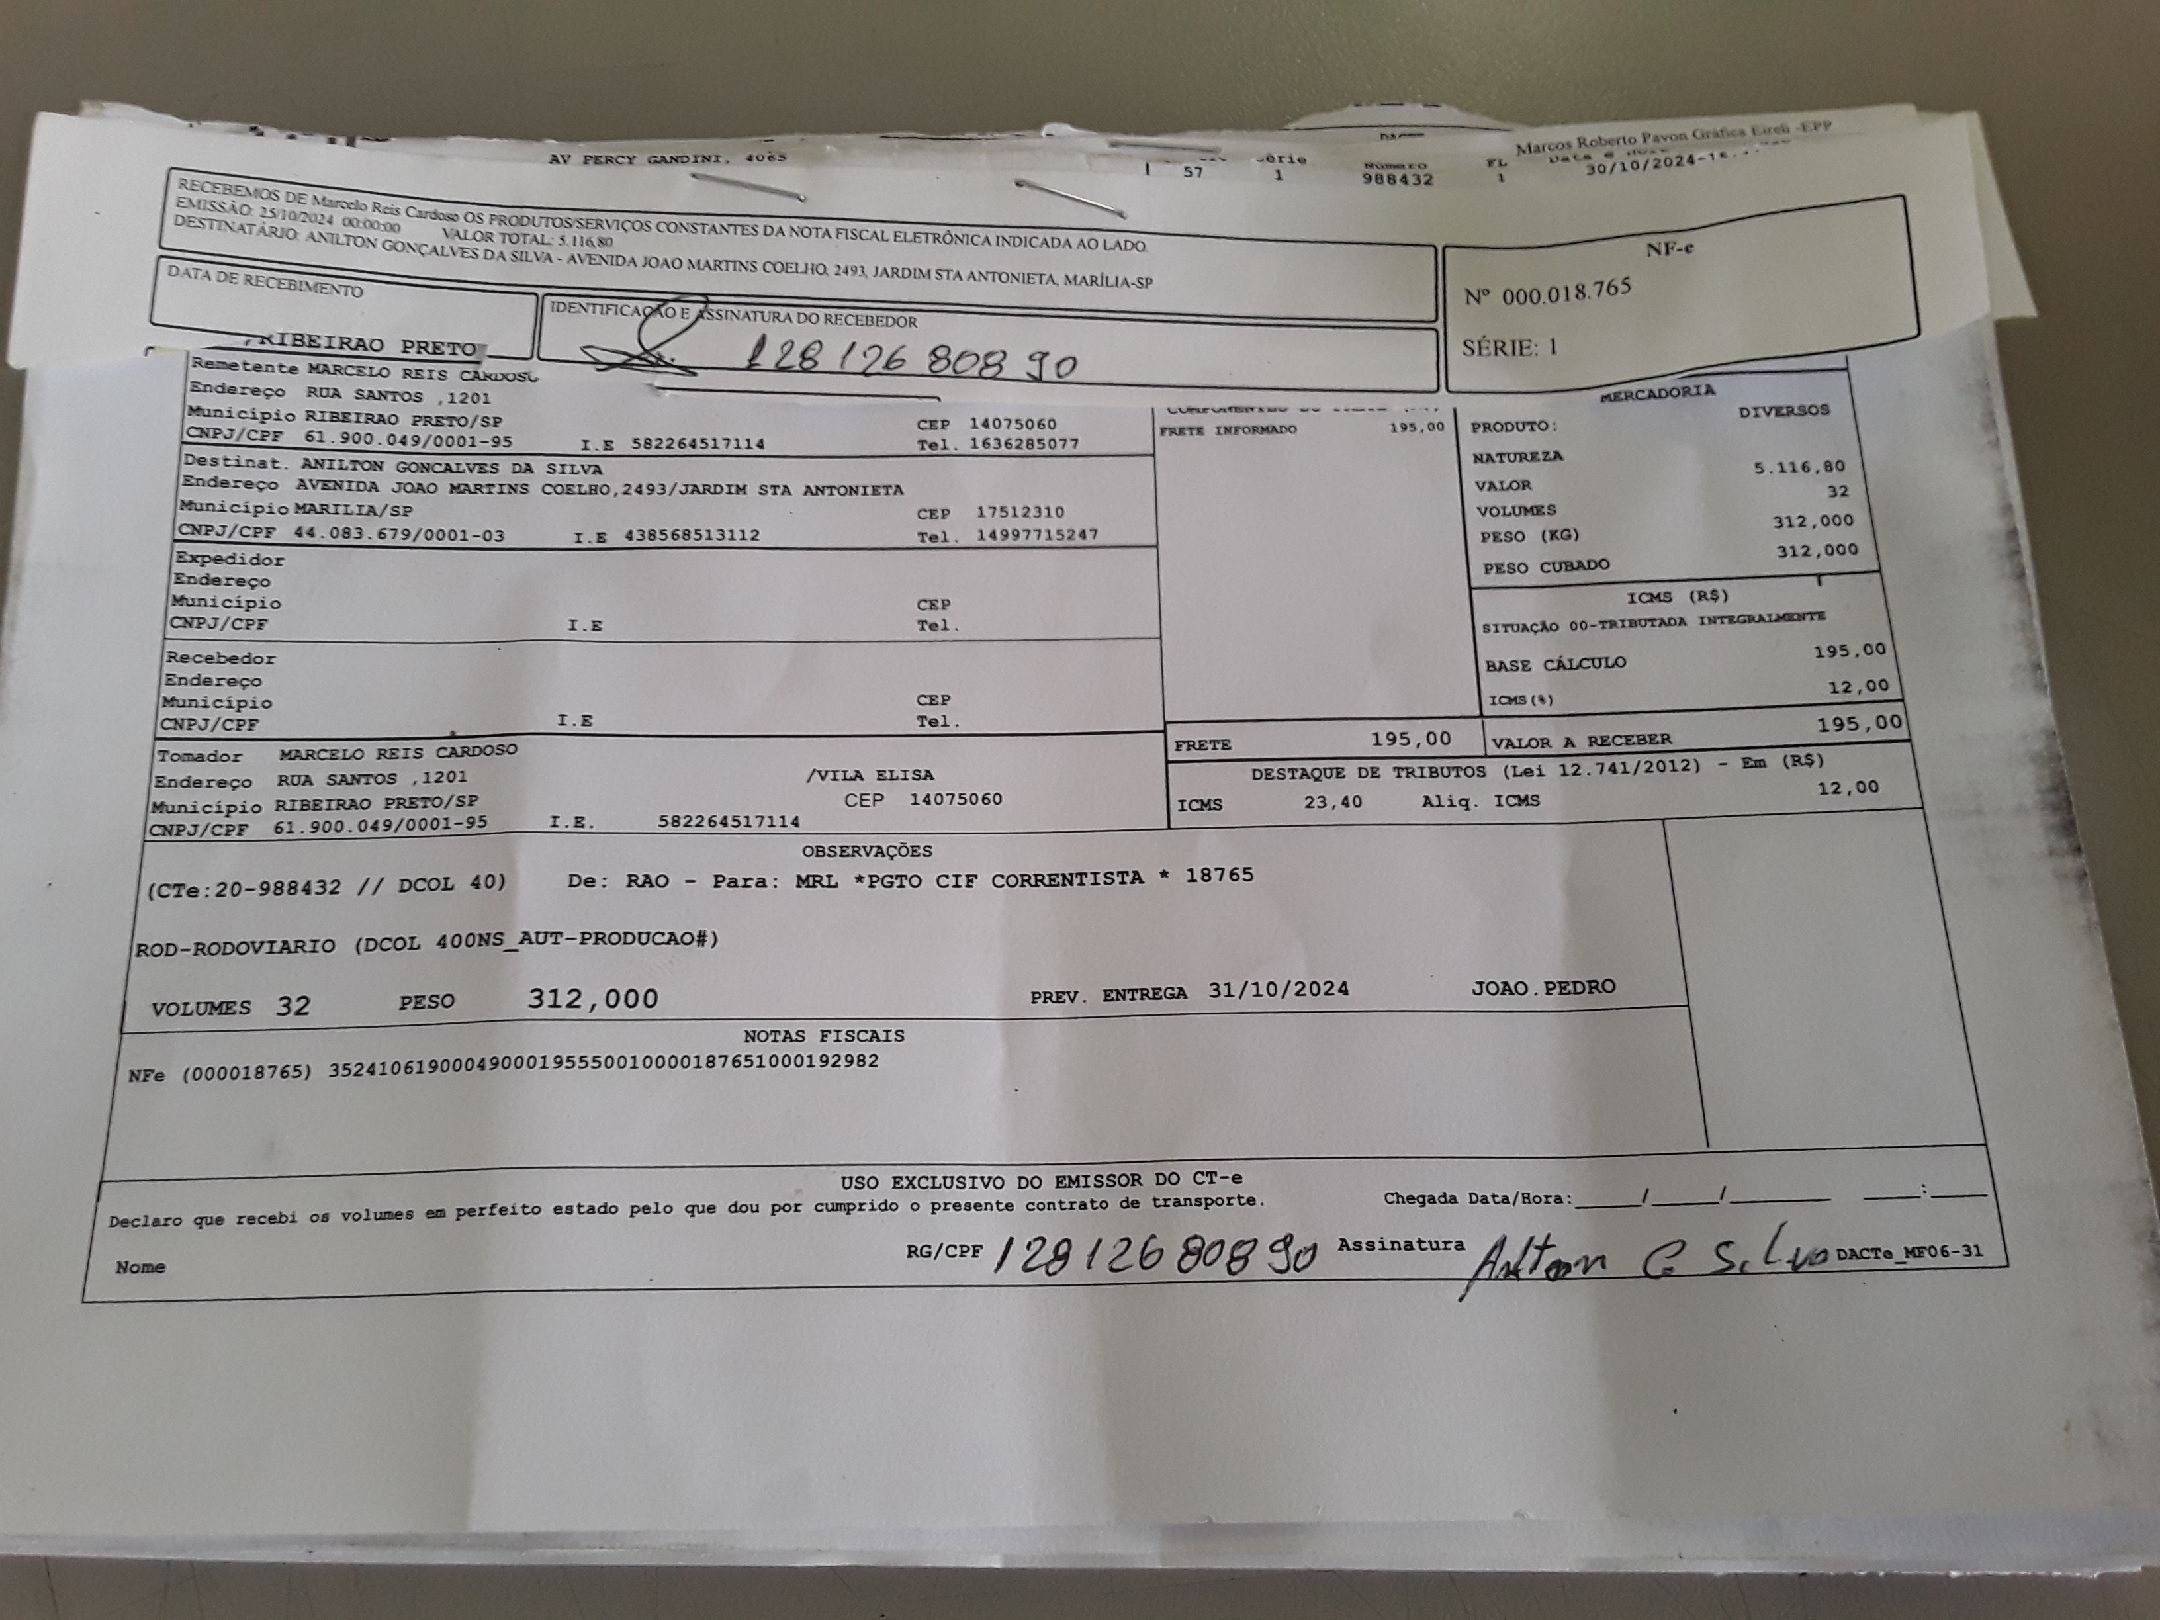 Marcos Roberto Pavon Gráfica Eireli -EPP
AV PERCY GANDINI, 4065
Número FL
57 1 988432 1 30/10/2024
RECEBEMOS DE Marcelo Reis Cardoso OS PRODUTOS/SERVIÇOS CONSTANTES DA NOTA FISCAL ELETRÔNICA INDICADA AO LADO.
EMISSÃO: 25/10/2024 00:00:00 VALOR TOTAL: 5.116,80
DESTINATÁRIO: ANILTON GONÇALVES DA SILVA - AVENIDA JOAO MARTINS COELHO, 2493, JARDIM STA ANTONIETA, MARÍLIA-SP
DATA DE RECEBIMENTO
IDENTIFICAÇÃO E ASSINATURA DO RECEBEDOR
128 126 808 90
NF-e
Nº 000.018.765
SÉRIE: 1
RIBEIRAO PRETO
Remetente MARCELO REIS CARDOSO
Endereço RUA SANTOS ,1201
Município RIBEIRAO PRETO/SP CEP 14075060
CNPJ/CPF 61.900.049/0001-95 I.E 582264517114 Tel. 1636285077
Destinat. ANILTON GONCALVES DA SILVA
Endereço AVENIDA JOAO MARTINS COELHO,2493/JARDIM STA ANTONIETA
Município MARILIA/SP CEP 17512310
CNPJ/CPF 44.083.679/0001-03 I.E 438568513112 Tel. 14997715247
Expedidor
Endereço
Município CEP
CNPJ/CPF I.E Tel.
Recebedor
Endereço
Município CEP
CNPJ/CPF I.E Tel.
Tomador MARCELO REIS CARDOSO
Endereço RUA SANTOS ,1201 /VILA ELISA
Município RIBEIRAO PRETO/SP CEP 14075060
CNPJ/CPF 61.900.049/0001-95 I.E. 582264517114
FRETE INFORMADO 195,00
MERCADORIA
PRODUTO: DIVERSOS
NATUREZA
VALOR 5.116,80
VOLUMES 32
PESO (KG) 312,000
PESO CUBADO 312,000
ICMS (R$)
SITUAÇÃO 00-TRIBUTADA INTEGRALMENTE
BASE CÁLCULO 195,00
ICMS(%) 12,00
FRETE 195,00 VALOR A RECEBER 195,00
DESTAQUE DE TRIBUTOS (Lei 12.741/2012) - Em (R$)
ICMS 23,40 Aliq. ICMS 12,00
OBSERVAÇÕES
(CTe:20-988432 // DCOL 40) De: RAO - Para: MRL *PGTO CIF CORRENTISTA * 18765
ROD-RODOVIARIO (DCOL 400NS_AUT-PRODUCAO#)
VOLUMES 32 PESO 312,000 PREV. ENTREGA 31/10/2024 JOAO.PEDRO
NOTAS FISCAIS
NFe (000018765) 35241061900049000195550010000187651000192982
USO EXCLUSIVO DO EMISSOR DO CT-e
Declaro que recebi os volumes em perfeito estado pelo que dou por cumprido o presente contrato de transporte. Chegada Data/Hora:____/____/______ ___:___
Nome RG/CPF 128 126 808 90 Assinatura Anilton G Silva DACTe_MF06-31